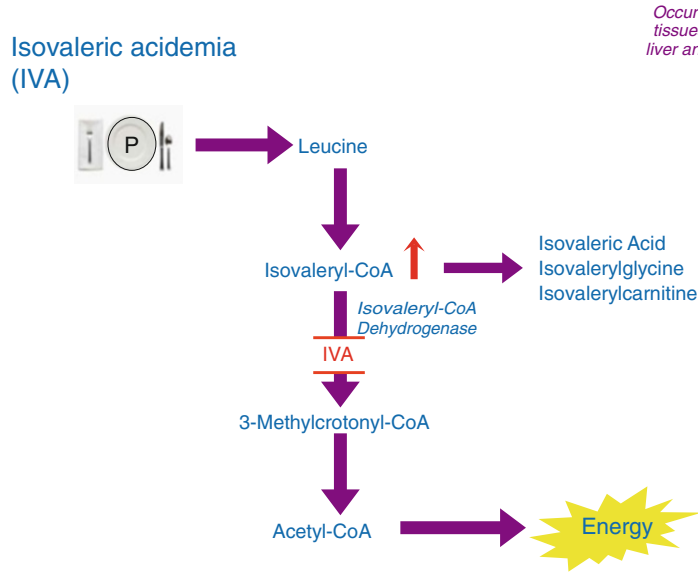 Occur
tissue
liver ar
Isovaleric acidemia
(IVA)
P
Leucine
Isovaleryl-CoA
Isovaleric Acid
Isovalerylglycine
Isovalerylcarnitine
Isovaleryl-CoA
Dehydrogenase
IVA
3-Methylcrotonyl-CoA
Acetyl-CoA
Energy